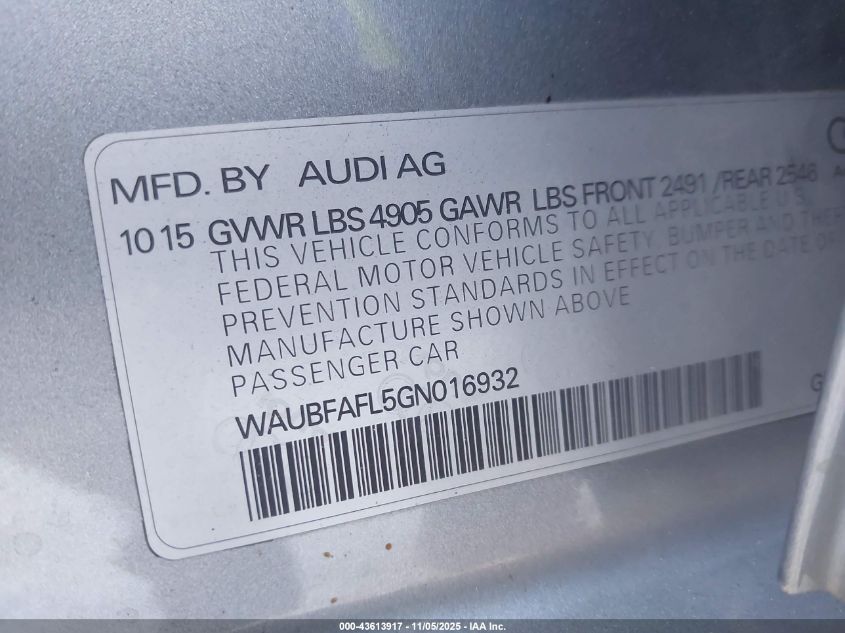 MFD. BY AUDI AG
10 15 GVWR LBS 4905 GAWR LBS FRONT 2491 / REAR 2546
THIS VEHICLE CONFORMS TO ALL APPLICABLE U.S.
FEDERAL MOTOR VEHICLE SAFETY, BUMPER AND THEFT
PREVENTION STANDARDS IN EFFECT ON THE DATE OF
MANUFACTURE SHOWN ABOVE
PASSENGER CAR
WAUBFAFL5GN016932
000-43613917 - 11/05/2025 - IAA Inc.